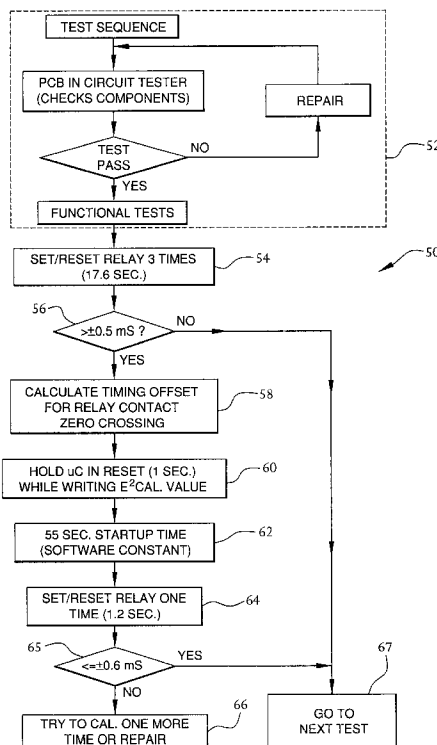 TEST SEQUENCE
PCB IN CIRCUIT TESTER
(CHECKS COMPONENTS)
REPAIR
TEST
PASS
NO
YES
52
FUNCTIONAL TESTS
SET/RESET RELAY 3 TIMES
(17.6 SEC.)
54
50
56
>±0.5 mS ?
NO
YES
CALCULATE TIMING OFFSET
FOR RELAY CONTACT
ZERO CROSSING
58
HOLD uC IN RESET (1 SEC.)
WHILE WRITING E²CAL. VALUE
60
55 SEC. STARTUP TIME
(SOFTWARE CONSTANT)
62
SET/RESET RELAY ONE
TIME (1.2 SEC.)
64
65
<=±0.6 mS
YES
NO
67
66
TRY TO CAL. ONE MORE
TIME OR REPAIR
GO TO
NEXT TEST